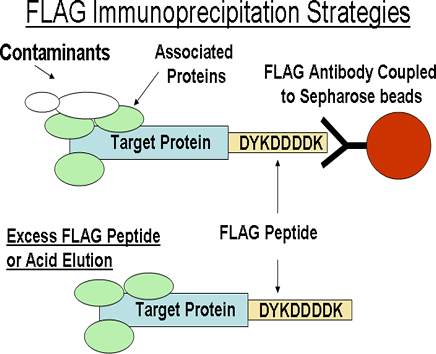 FLAG Immunoprecipitation Strategies
Contaminants
Associated
Proteins
FLAG Antibody Coupled
to Sepharose beads
Target Protein
DYKDDDDK
Excess FLAG Peptide
or Acid Elution
FLAG Peptide
Target Protein
DYKDDDDK